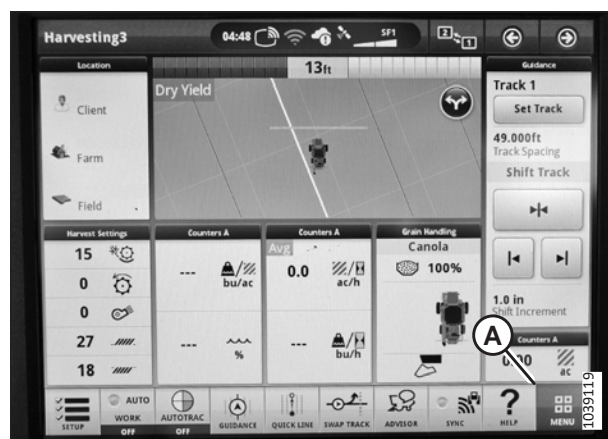 Harvesting3
04:48
SF1
2
1
Location
Client
Farm
Field
13ft
Dry Yield
Guidance
Track 1
Set Track
49.000ft
Track Spacing
Shift Track
1.0 in
Shift Increment
Counters A
ac
Harvest Settings
15
0
0
27
18
Counters A
---
bu/ac
---
%
Counters A
Avg
0.0
ac/h
---
bu/h
Grain Handling
Canola
100%
A
SETUP
AUTO
WORK
OFF
AUTOTRAC
OFF
GUIDANCE
QUICK LINE
SWAP TRACK
ADVISOR
SYNC
HELP
MENU
1039119